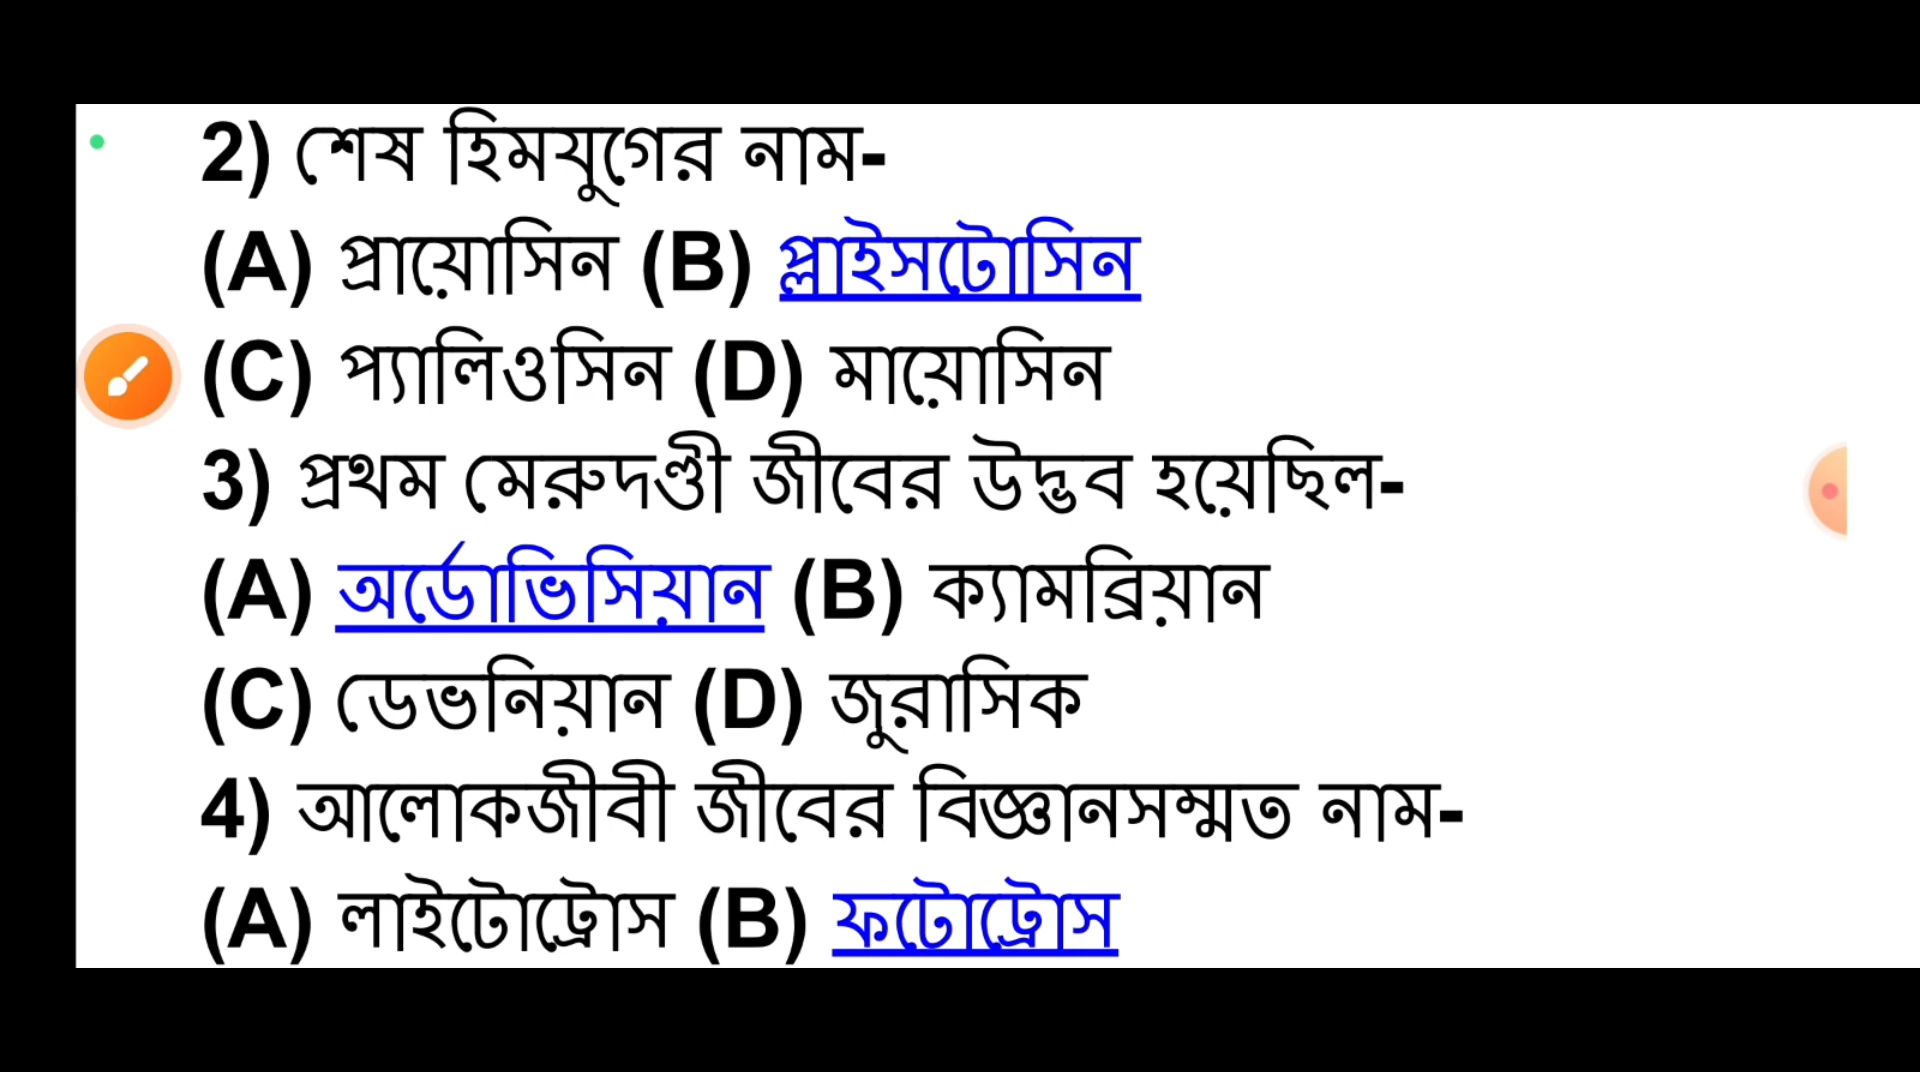 2) শেষ হিমযুগের নাম-
(A) প্রায়োসিন (B) প্লাইসটোসিন
(C) প্যালিওসিন (D) মায়োসিন
3) প্রথম মেরুদণ্ডী জীবের উদ্ভব হয়েছিল-
(A) অর্ডোভিসিয়ান (B) ক্যামব্রিয়ান
(C) ডেভনিয়ান (D) জুরাসিক
4) আলোকজীবী জীবের বিজ্ঞানসম্মত নাম-
(A) লাইটোট্রোস (B) ফটোট্রোস